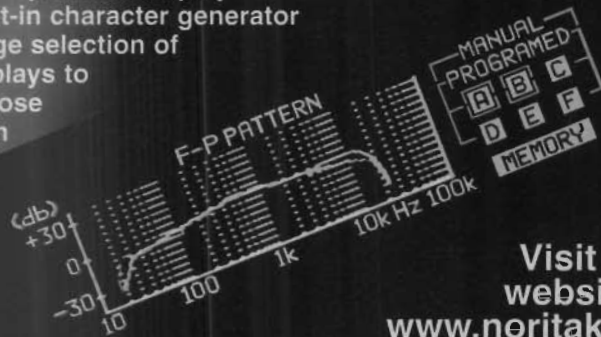 t-in character generator
ge selection of
plays to
ose
n
MANUAL
PROGRAMED
A B C
D E F
MEMORY
F-P PATTERN
(db)
+30
0
-30
10 100 1k 10k Hz 100k
Visit
websi
www.noritak